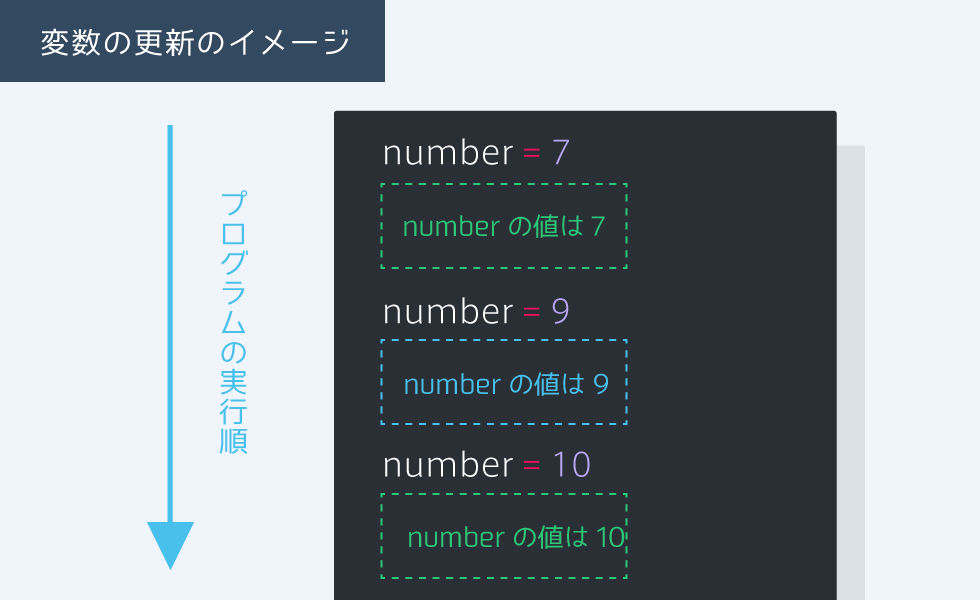 変数の更新のイメージ
プログラムの実行順
number = 7
number の値は 7
number = 9
number の値は 9
number = 10
number の値は 10